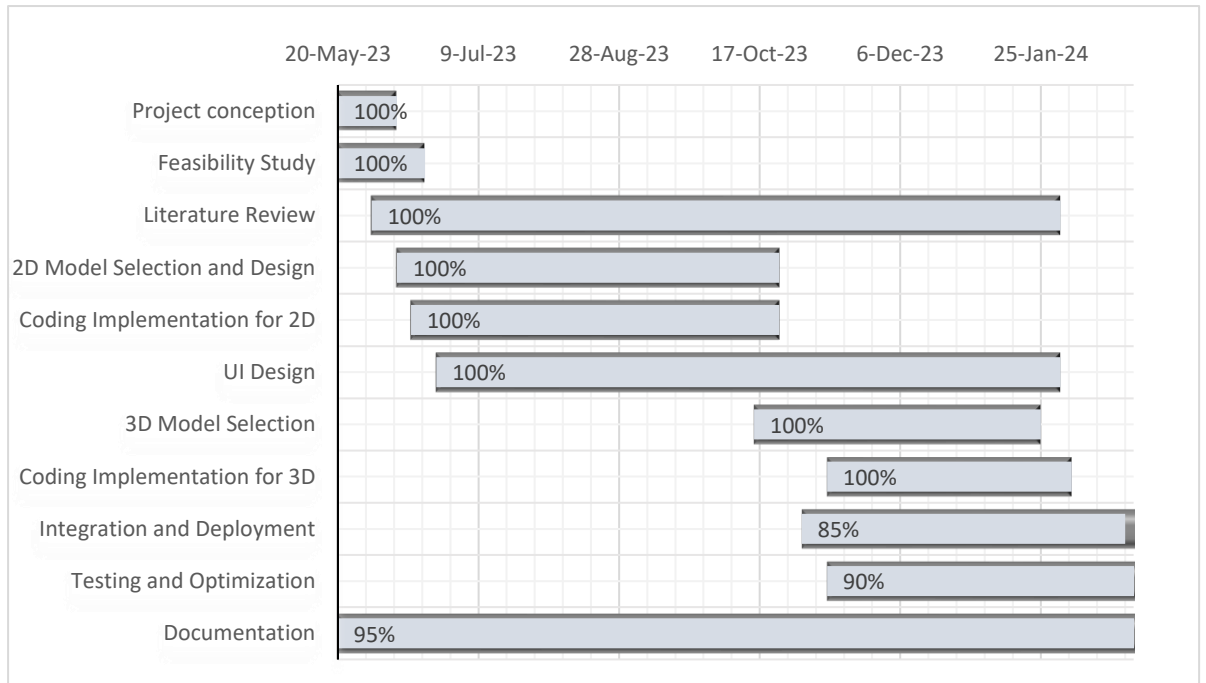 20-May-23 9-Jul-23 28-Aug-23 17-Oct-23 6-Dec-23 25-Jan-24
Project conception 100%
Feasibility Study 100%
Literature Review 100%
2D Model Selection and Design 100%
Coding Implementation for 2D 100%
UI Design 100%
3D Model Selection 100%
Coding Implementation for 3D 100%
Integration and Deployment 85%
Testing and Optimization 90%
Documentation 95%